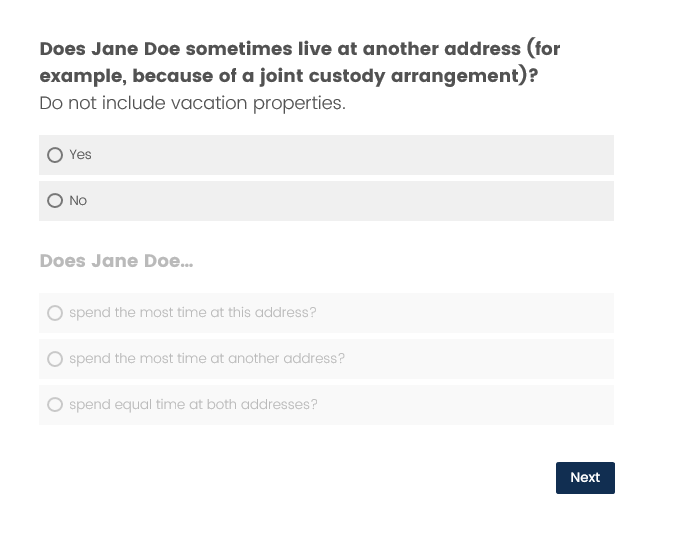 Does Jane Doe sometimes live at another address (for
example, because of a joint custody arrangement)?
Do not include vacation properties.
Yes
No
Does Jane Doe...
spend the most time at this address?
spend the most time at another address?
spend equal time at both addresses?
Next